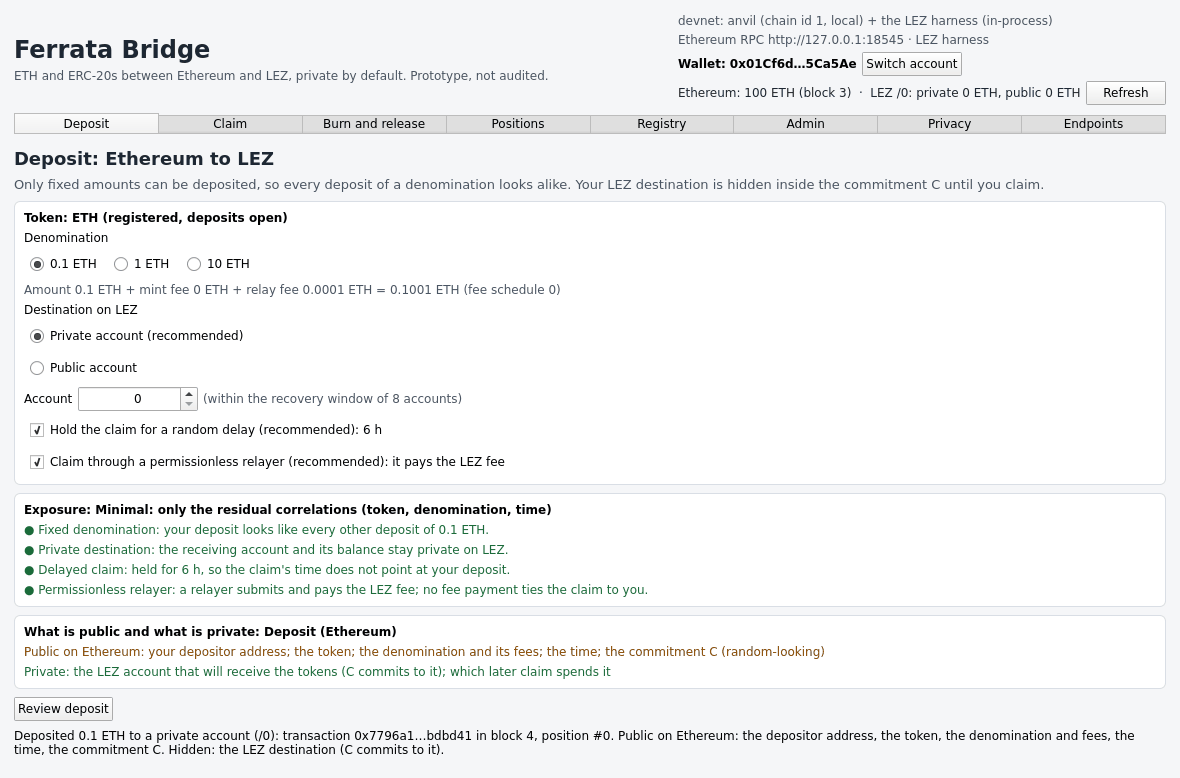 Ferrata Bridge
ETH and ERC-20s between Ethereum and LEZ, private by default. Prototype, not audited.
devnet: anvil (chain id 1, local) + the LEZ harness (in-process)
Ethereum RPC http://127.0.0.1:18545 · LEZ harness
Wallet: 0x01Cf6d...5Ca5Ae Switch account
Ethereum: 100 ETH (block 3) · LEZ /0: private 0 ETH, public 0 ETH Refresh
Deposit Claim Burn and release Positions Registry Admin Privacy Endpoints
Deposit: Ethereum to LEZ
Only fixed amounts can be deposited, so every deposit of a denomination looks alike. Your LEZ destination is hidden inside the commitment C until you claim.
Token: ETH (registered, deposits open)
Denomination
0.1 ETH 1 ETH 10 ETH
Amount 0.1 ETH + mint fee 0 ETH + relay fee 0.0001 ETH = 0.1001 ETH (fee schedule 0)
Destination on LEZ
Private account (recommended)
Public account
Account 0 (within the recovery window of 8 accounts)
Hold the claim for a random delay (recommended): 6 h
Claim through a permissionless relayer (recommended): it pays the LEZ fee
Exposure: Minimal: only the residual correlations (token, denomination, time)
● Fixed denomination: your deposit looks like every other deposit of 0.1 ETH.
● Private destination: the receiving account and its balance stay private on LEZ.
● Delayed claim: held for 6 h, so the claim's time does not point at your deposit.
● Permissionless relayer: a relayer submits and pays the LEZ fee; no fee payment ties the claim to you.
What is public and what is private: Deposit (Ethereum)
Public on Ethereum: your depositor address; the token; the denomination and its fees; the time; the commitment C (random-looking)
Private: the LEZ account that will receive the tokens (C commits to it); which later claim spends it
Review deposit
Deposited 0.1 ETH to a private account (/0): transaction 0x7796a1...bdbd41 in block 4, position #0. Public on Ethereum: the depositor address, the token, the denomination and fees, the
time, the commitment C. Hidden: the LEZ destination (C commits to it).